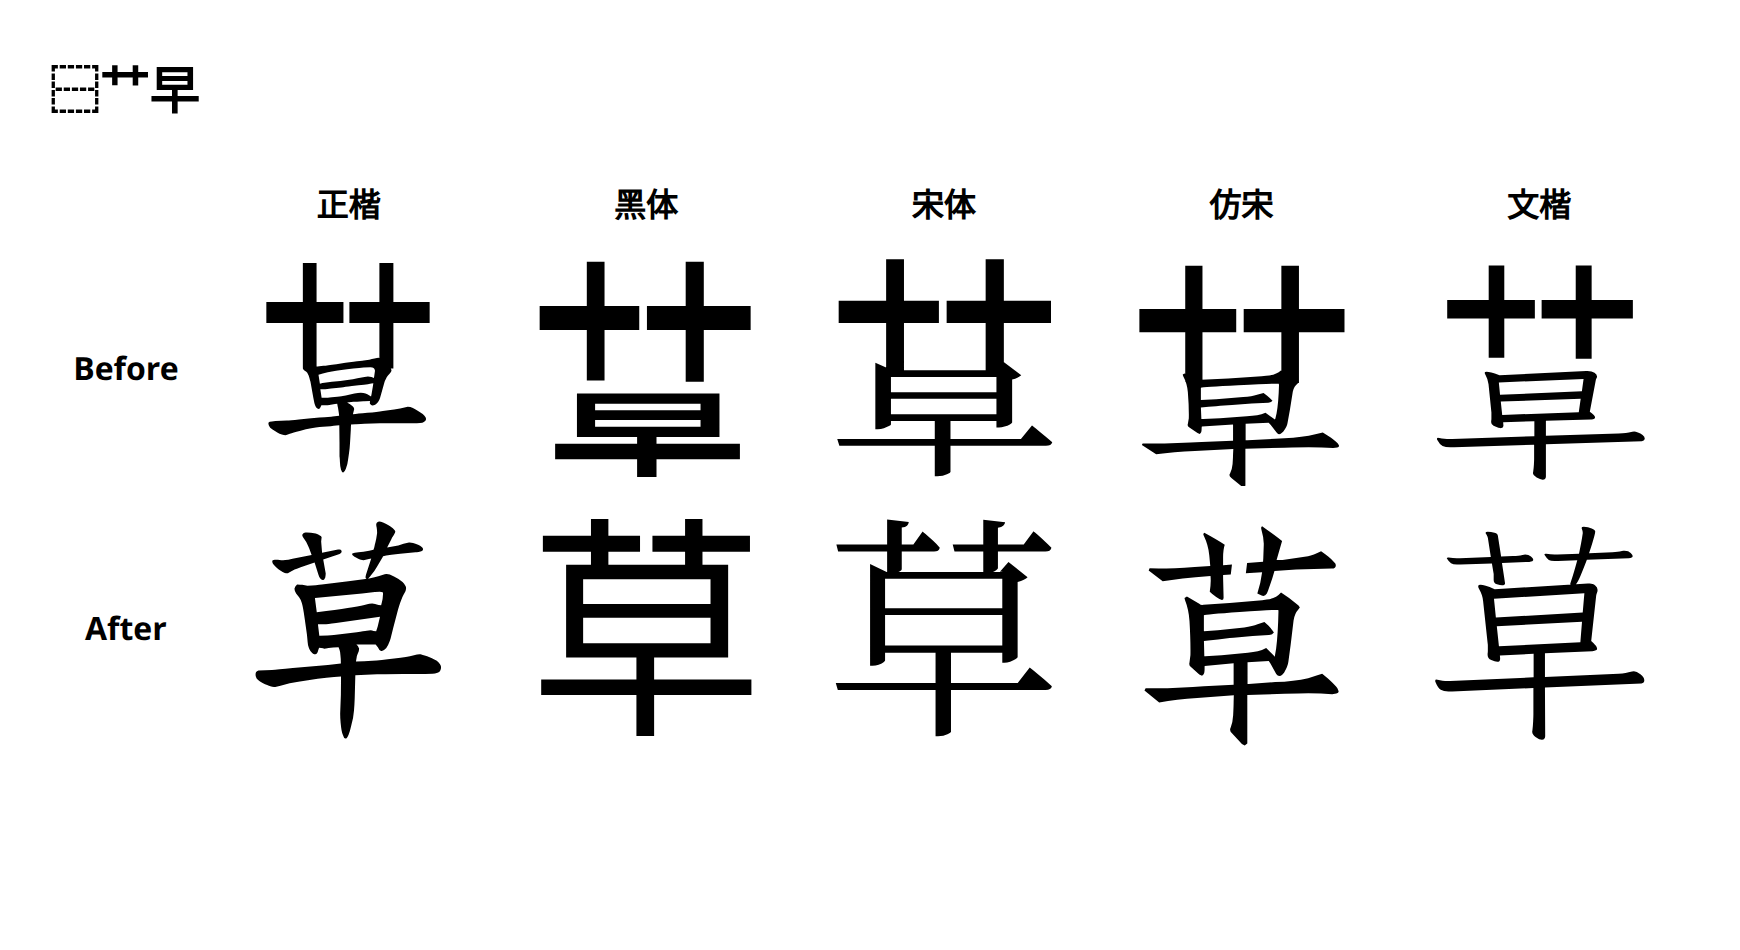 ⿱艹早
正楷 黑体 宋体 仿宋 文楷
Before 草 草 草 草 草
After 草 草 草 草 草